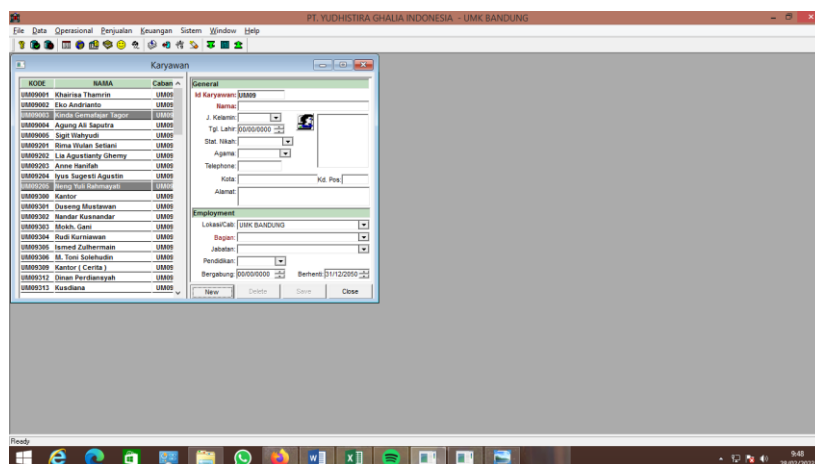 PT. YUDHISTIRA GHALIA INDONESIA - UMK BANDUNG
File Data Operasional Penjualan Keuangan Sistem Window Help
Karyawan
KODE NAMA Caban
UM09001 Khairisa Thamrin UM09
UM09002 Eko Andrianto UM09
UM09003 Kinda Gemafajar Tagor UM09
UM09004 Agung Ali Saputra UM09
UM09005 Sigit Wahyudi UM09
UM09201 Rima Wulan Setiani UM09
UM09202 Lia Agustianty Ghemy UM09
UM09203 Anne Hanifah UM09
UM09204 Iyus Sugesti Agustin UM09
UM09205 Neng Yuli Rahmayati UM09
UM09300 Kantor UM09
UM09301 Duseng Mustawan UM09
UM09302 Nandar Kusnandar UM09
UM09303 Mokh. Gani UM09
UM09304 Rudi Kurniawan UM09
UM09305 Ismed Zulhermain UM09
UM09306 M. Toni Solehudin UM09
UM09309 Kantor ( Cerita ) UM09
UM09312 Dinan Perdiansyah UM09
UM09313 Kusdiana UM09
General
Id Karyawan: UM09
Nama:
J. Kelamin:
Tgl. Lahir: 00/00/0000
Stat. Nikah:
Agama:
Telephone:
Kota: Kd. Pos:
Alamat:
Employment
Lokasi/Cab: UMK BANDUNG
Bagian:
Jabatan:
Pendidikan:
Bergabung: 00/00/0000 Berhenti: 31/12/2050
New Delete Save Close
Ready
9:48